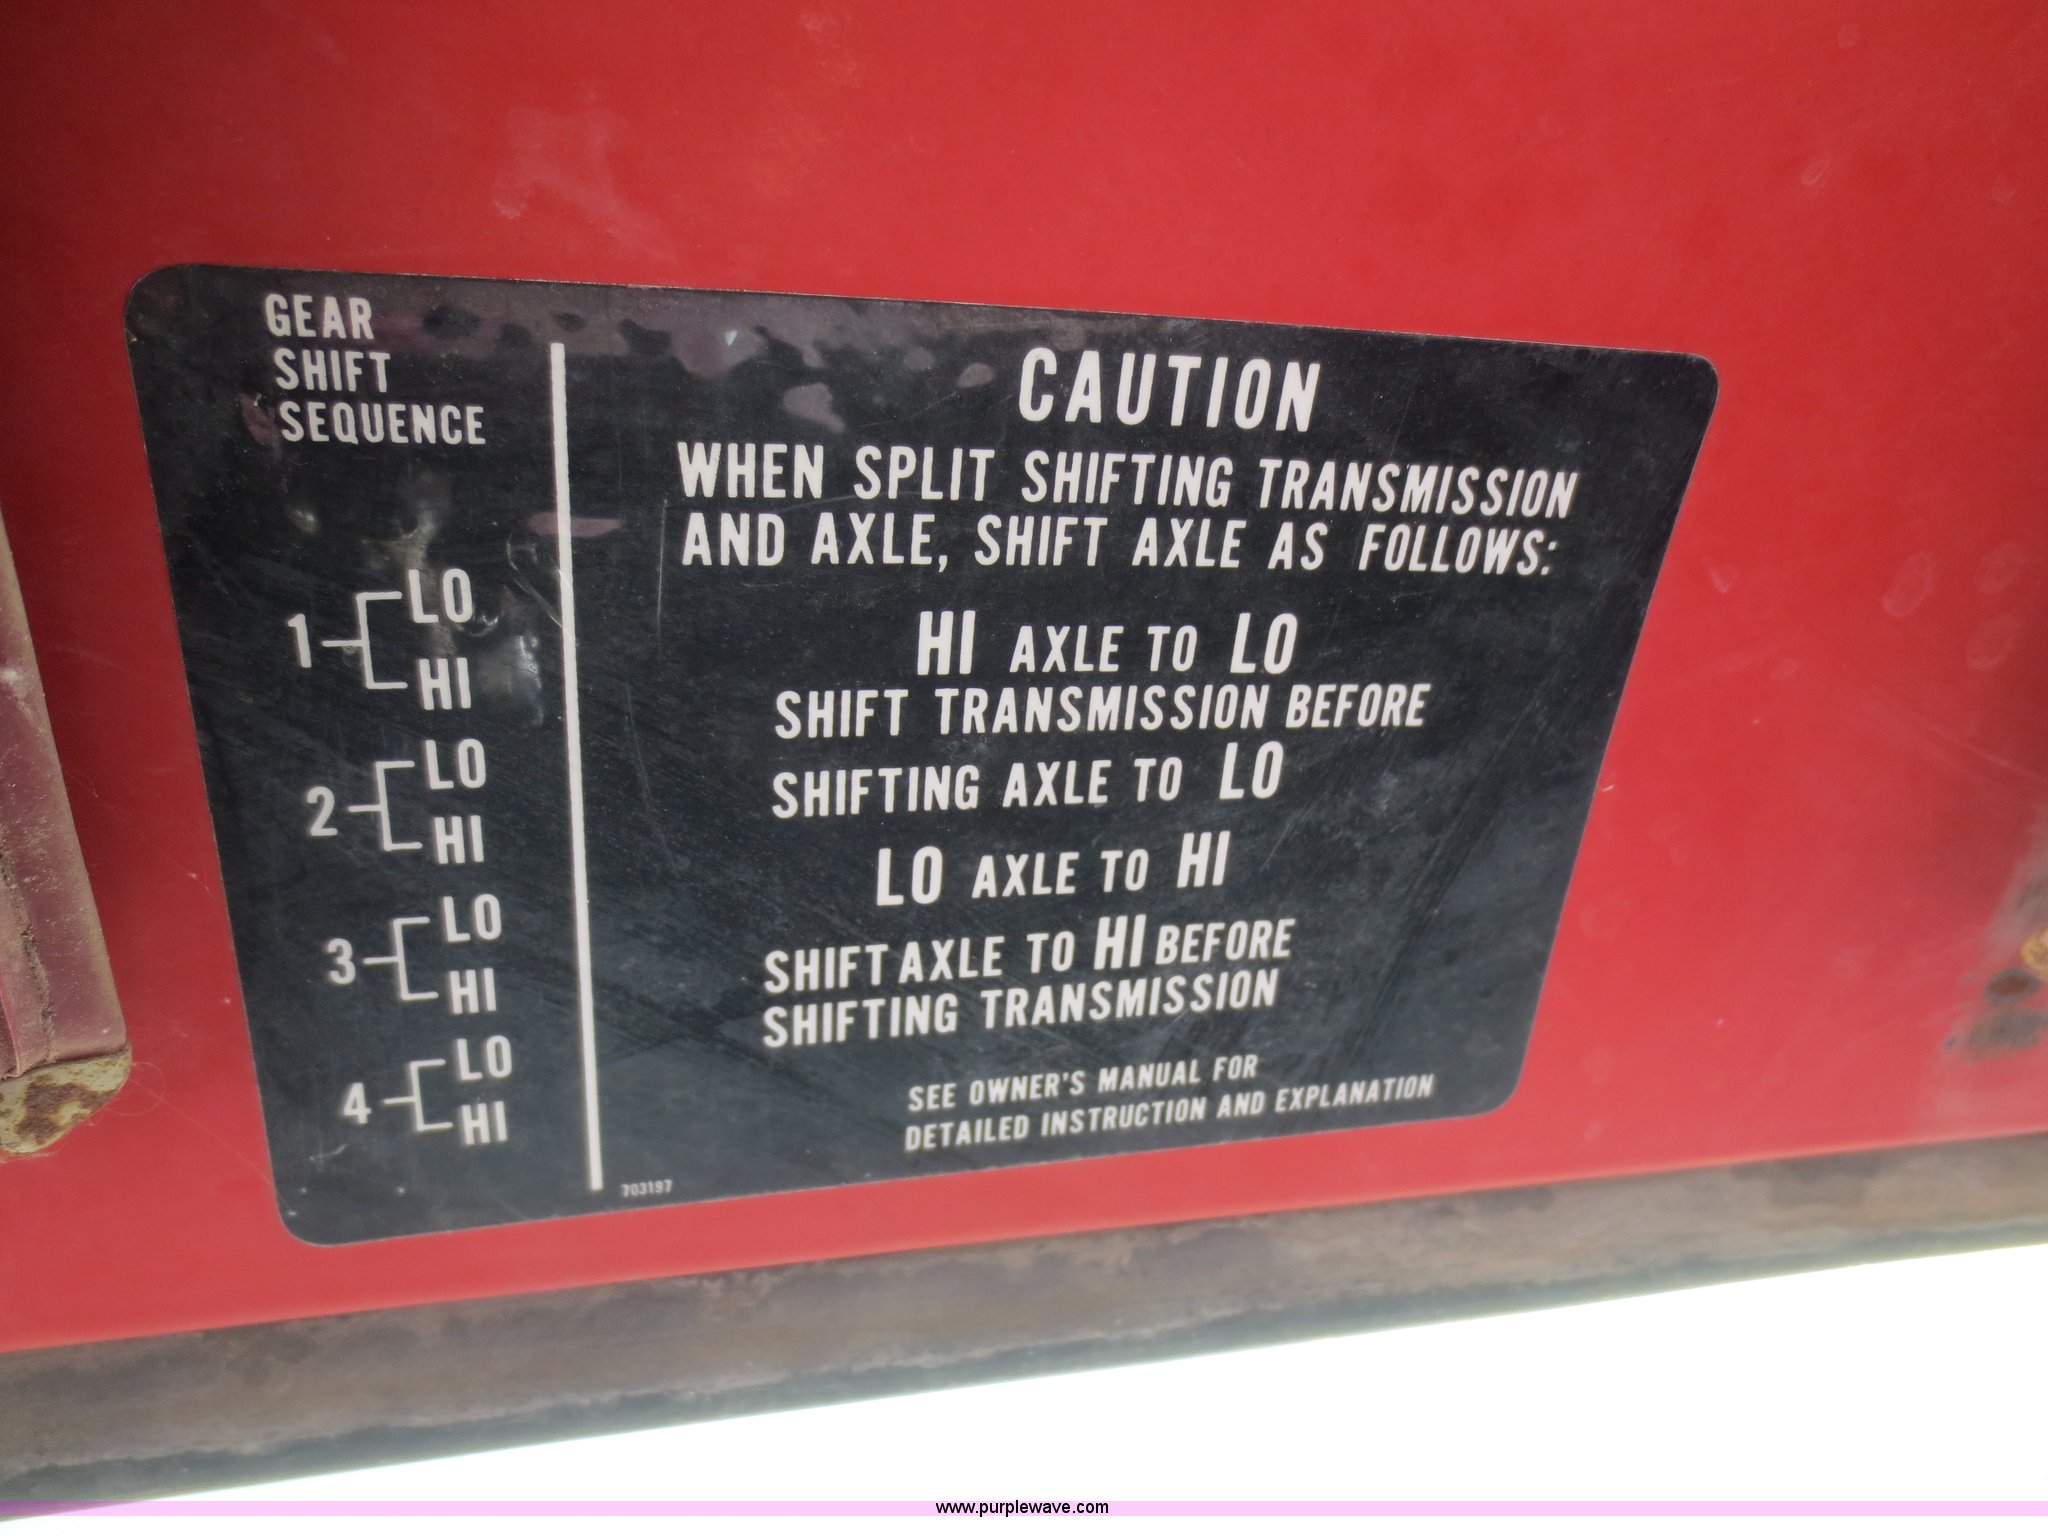 GEAR
SHIFT
SEQUENCE
1 LO
HI
2 LO
HI
3 LO
HI
4 LO
HI
CAUTION
WHEN SPLIT SHIFTING TRANSMISSION
AND AXLE, SHIFT AXLE AS FOLLOWS:
HI AXLE TO LO
SHIFT TRANSMISSION BEFORE
SHIFTING AXLE TO LO
LO AXLE TO HI
SHIFT AXLE TO HI BEFORE
SHIFTING TRANSMISSION
SEE OWNER'S MANUAL FOR
DETAILED INSTRUCTION AND EXPLANATION
703197
www.purplewave.com